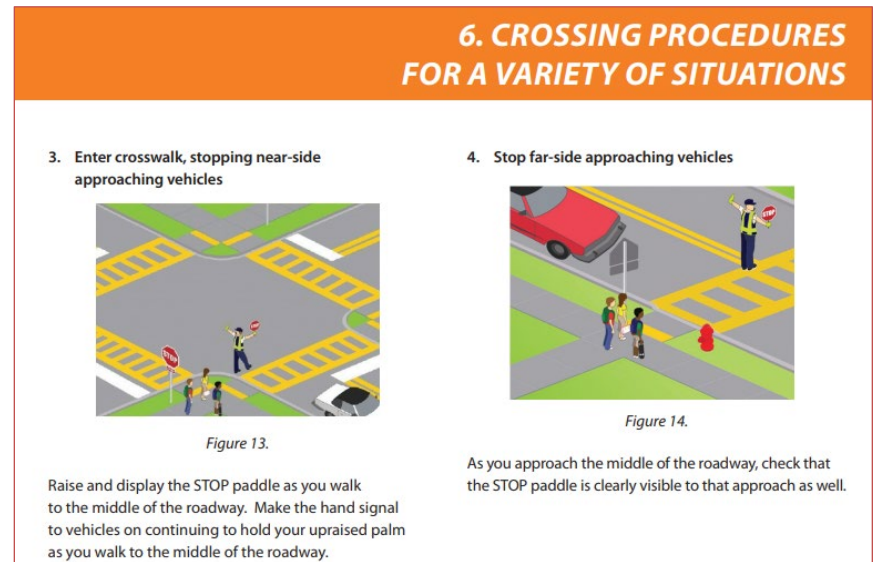 6. CROSSING PROCEDURES
FOR A VARIETY OF SITUATIONS
3. Enter crosswalk, stopping near-side
approaching vehicles
STOP
STOP
Figure 13.
Raise and display the STOP paddle as you walk
to the middle of the roadway. Make the hand signal
to vehicles on continuing to hold your upraised palm
as you walk to the middle of the roadway.
4. Stop far-side approaching vehicles
STOP
Figure 14.
As you approach the middle of the roadway, check that
the STOP paddle is clearly visible to that approach as well.